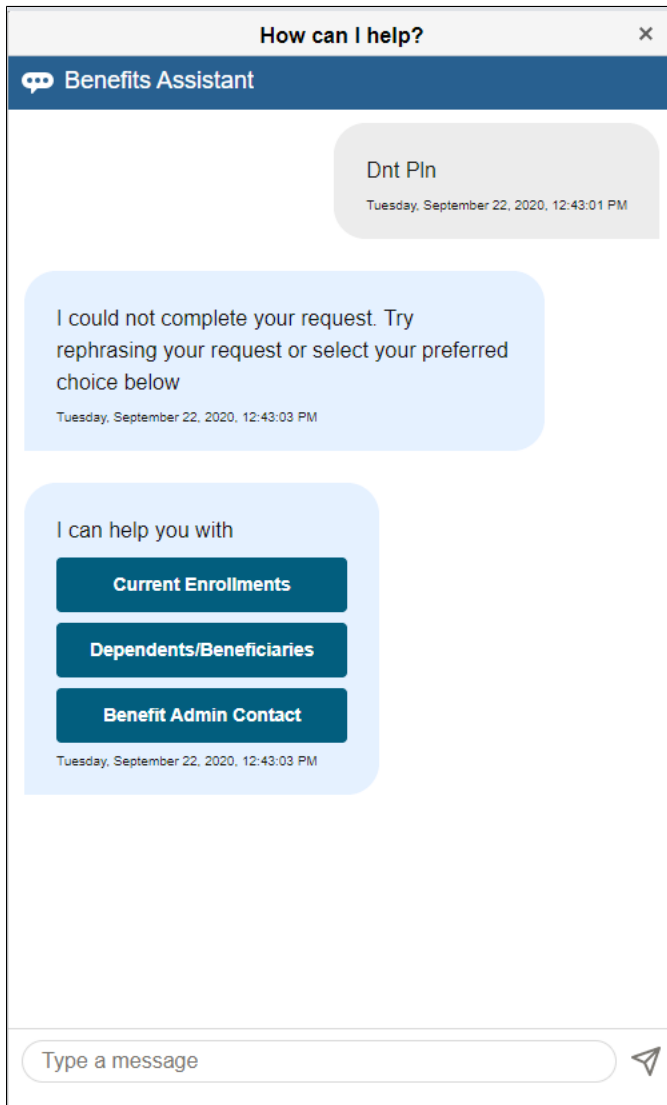 How can I help?
Benefits Assistant
Dnt Pln
Tuesday, September 22, 2020, 12:43:01 PM
I could not complete your request. Try
rephrasing your request or select your preferred
choice below
Tuesday, September 22, 2020, 12:43:03 PM
I can help you with
Current Enrollments
Dependents/Beneficiaries
Benefit Admin Contact
Tuesday, September 22, 2020, 12:43:03 PM
Type a message